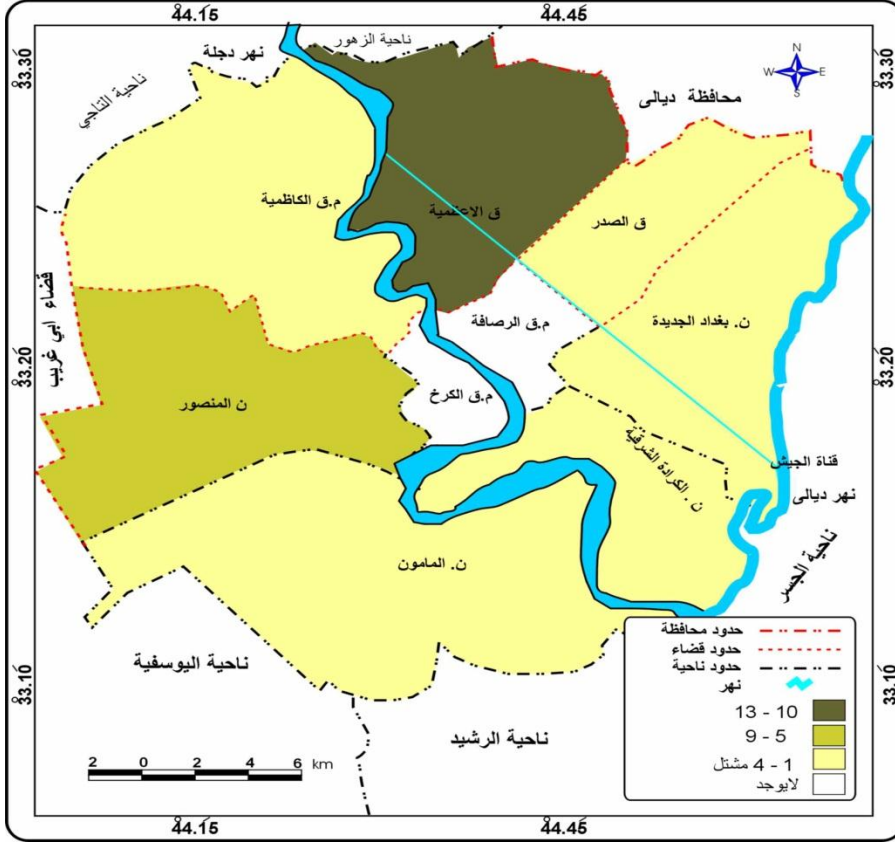 44.15
44.45
33.30
33.30
ناحية الزهور
نهر دجلة
ناحية التاجي
N
W
E
S
محافظة ديالى
م.ق الكاظمية
ق الاعظمية
ق الصدر
قضاء ابي غريب
33.20
33.20
م.ق الرصافة
ن. بغداد الجديدة
ن المنصور
م.ق الكرخ
ن . الكرادة الشرقية
قناة الجيش
نهر ديالى
ن. المامون
ناحية الجسر
33.10
33.10
ناحية اليوسفية
ناحية الرشيد
حدود محافظة
حدود قضاء
حدود ناحية
نهر
10 - 13
5 - 9
1 - 4 مشتل
لايوجد
2 0 2 4 6 km
44.15
44.45